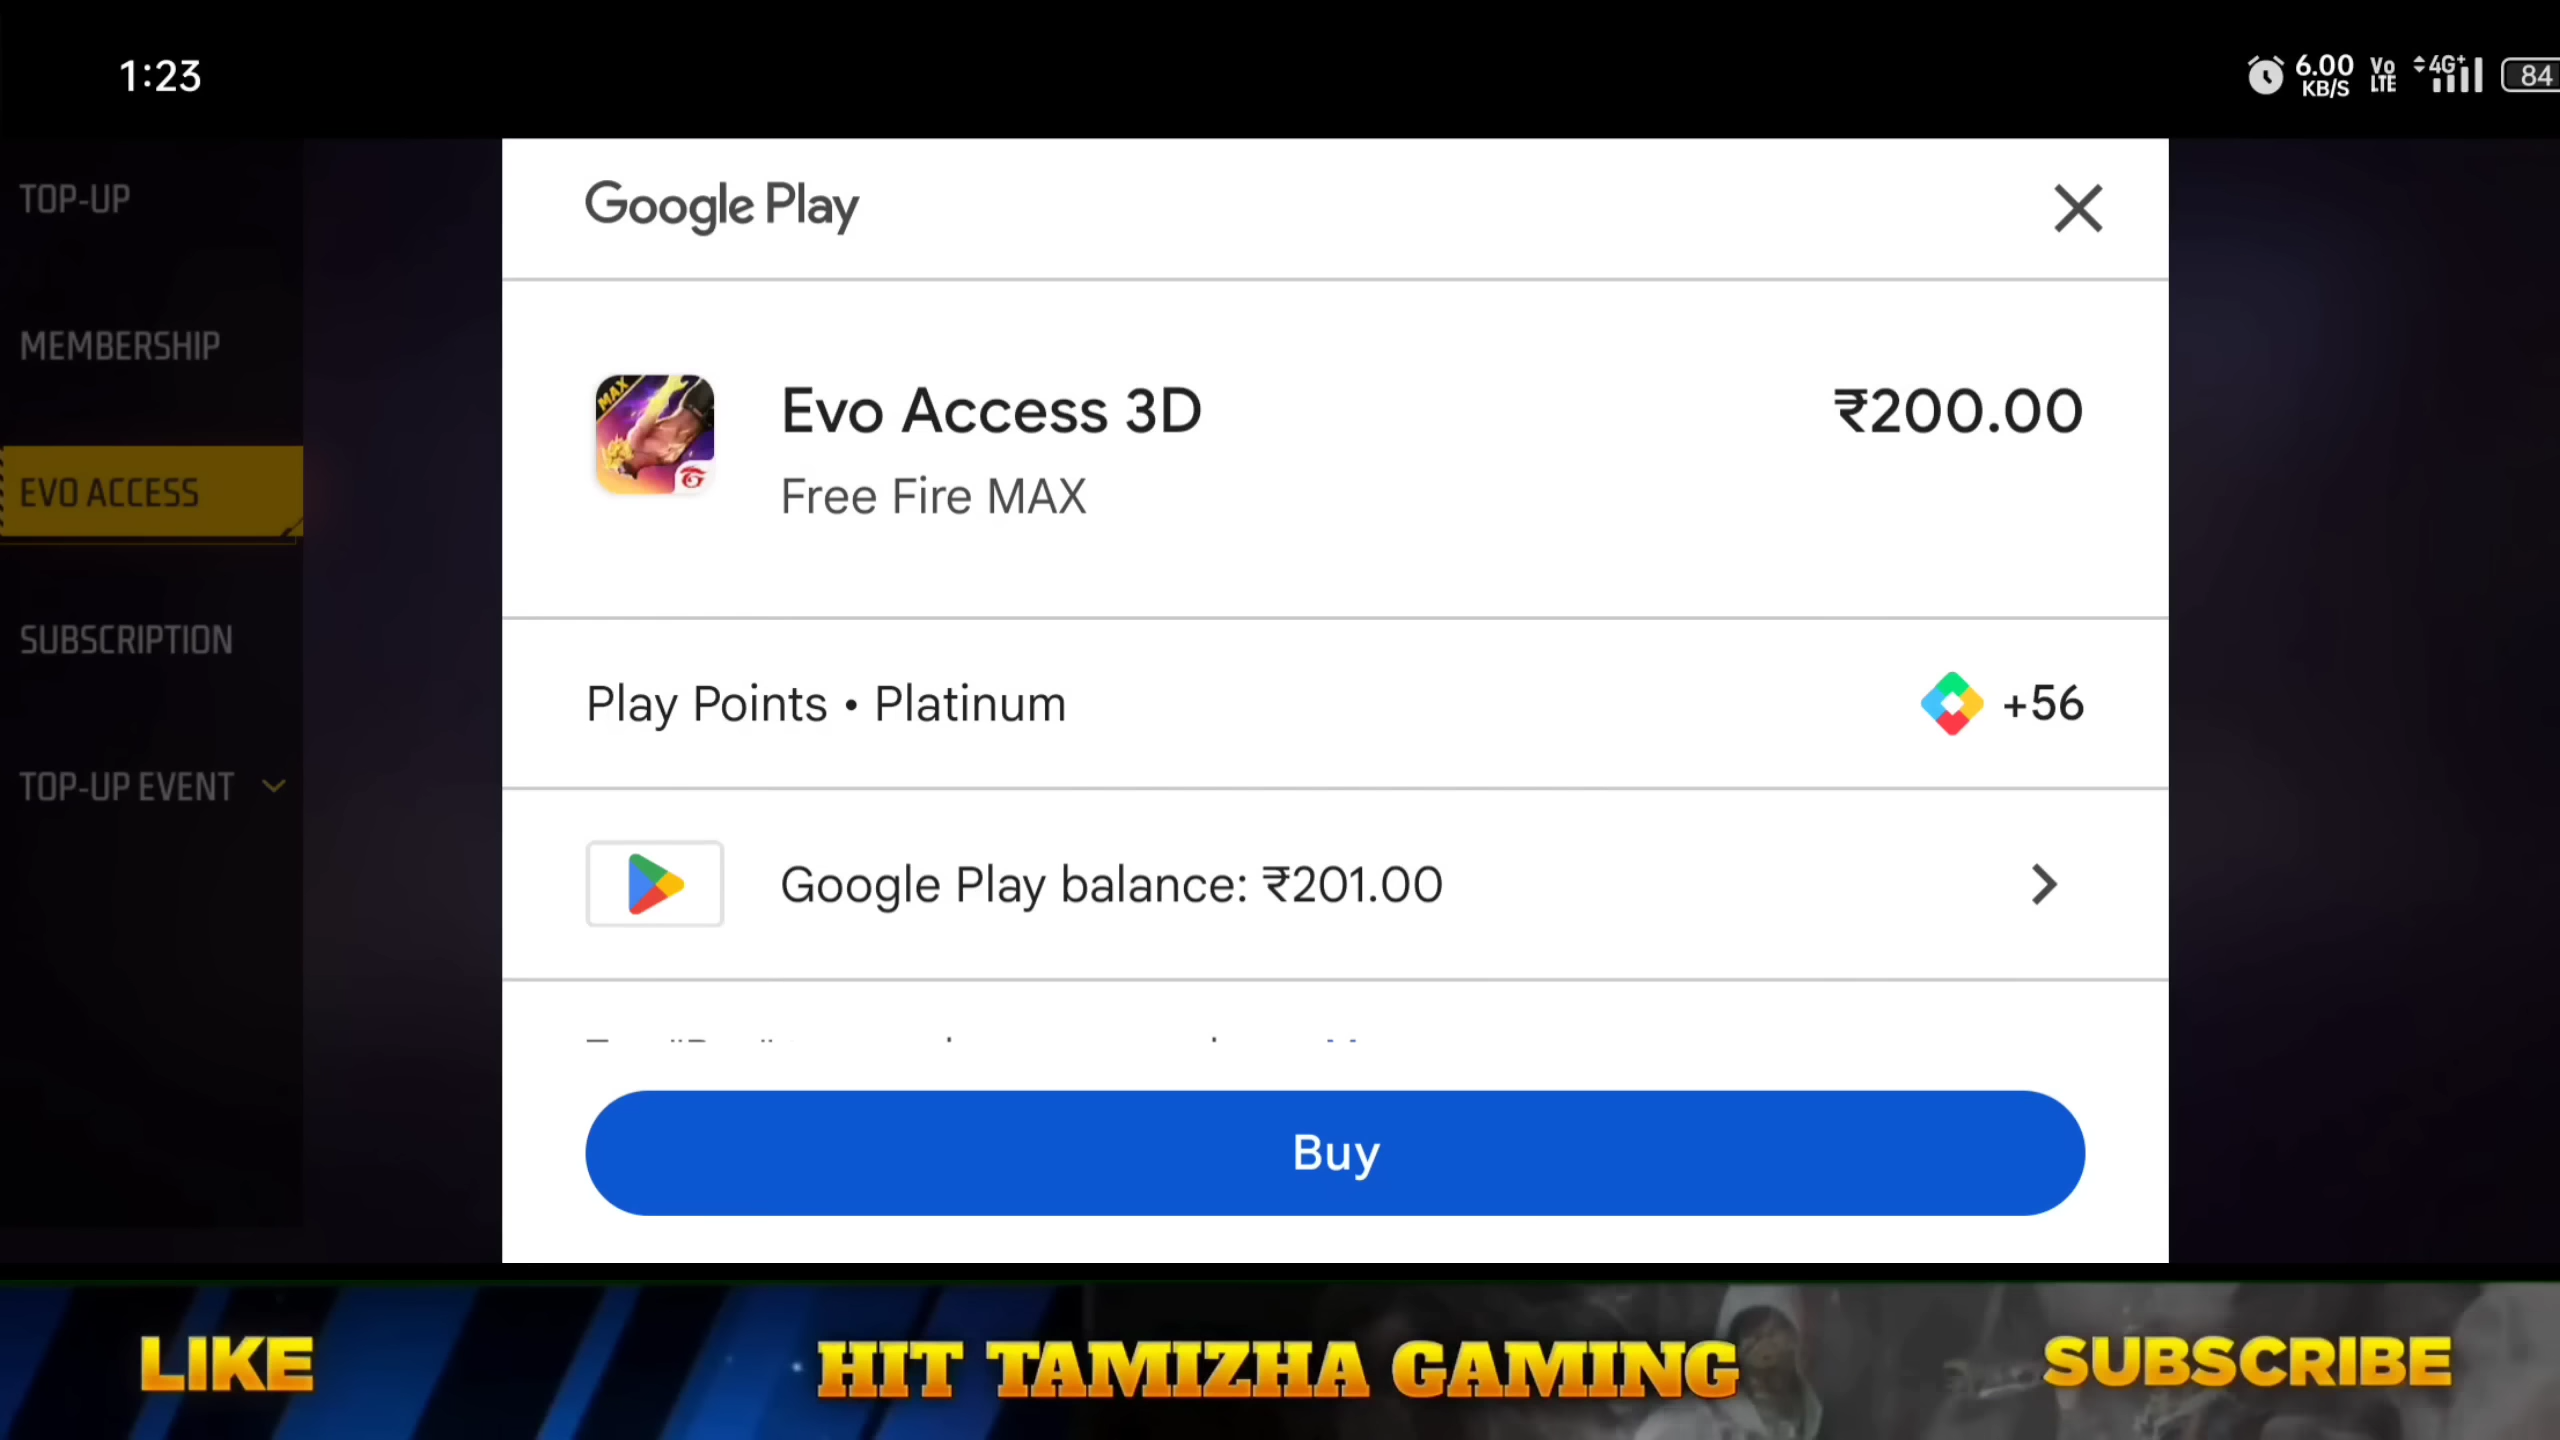 1:23
6.00
KB/S
Vo
LTE
4G+
84
TOP-UP
MEMBERSHIP
EVO ACCESS
SUBSCRIPTION
TOP-UP EVENT
Google Play
MAX
Evo Access 3D
₹200.00
Free Fire MAX
Play Points • Platinum
+56
Google Play balance: ₹201.00
Buy
LIKE
HIT TAMIZHA GAMING
SUBSCRIBE